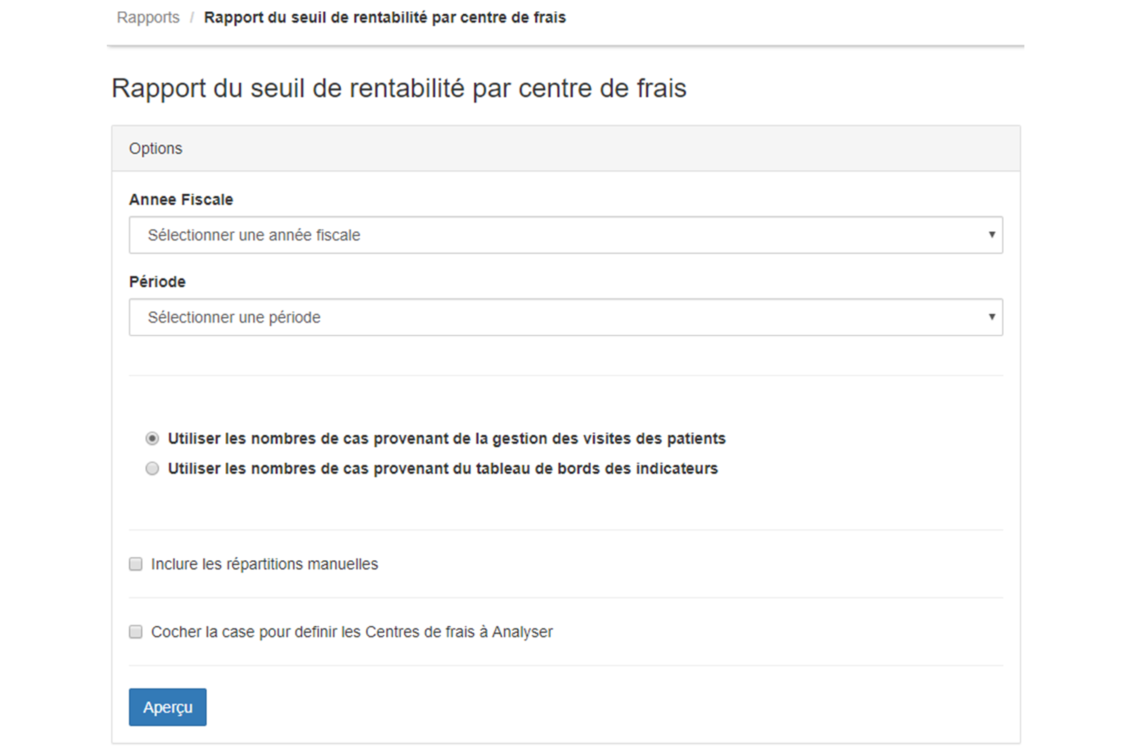 Rapports / Rapport du seuil de rentabilité par centre de frais
Rapport du seuil de rentabilité par centre de frais
Options
Annee Fiscale
Sélectionner une année fiscale
Période
Sélectionner une période
Utiliser les nombres de cas provenant de la gestion des visites des patients
Utiliser les nombres de cas provenant du tableau de bords des indicateurs
Inclure les répartitions manuelles
Cocher la case pour definir les Centres de frais à Analyser
Aperçu